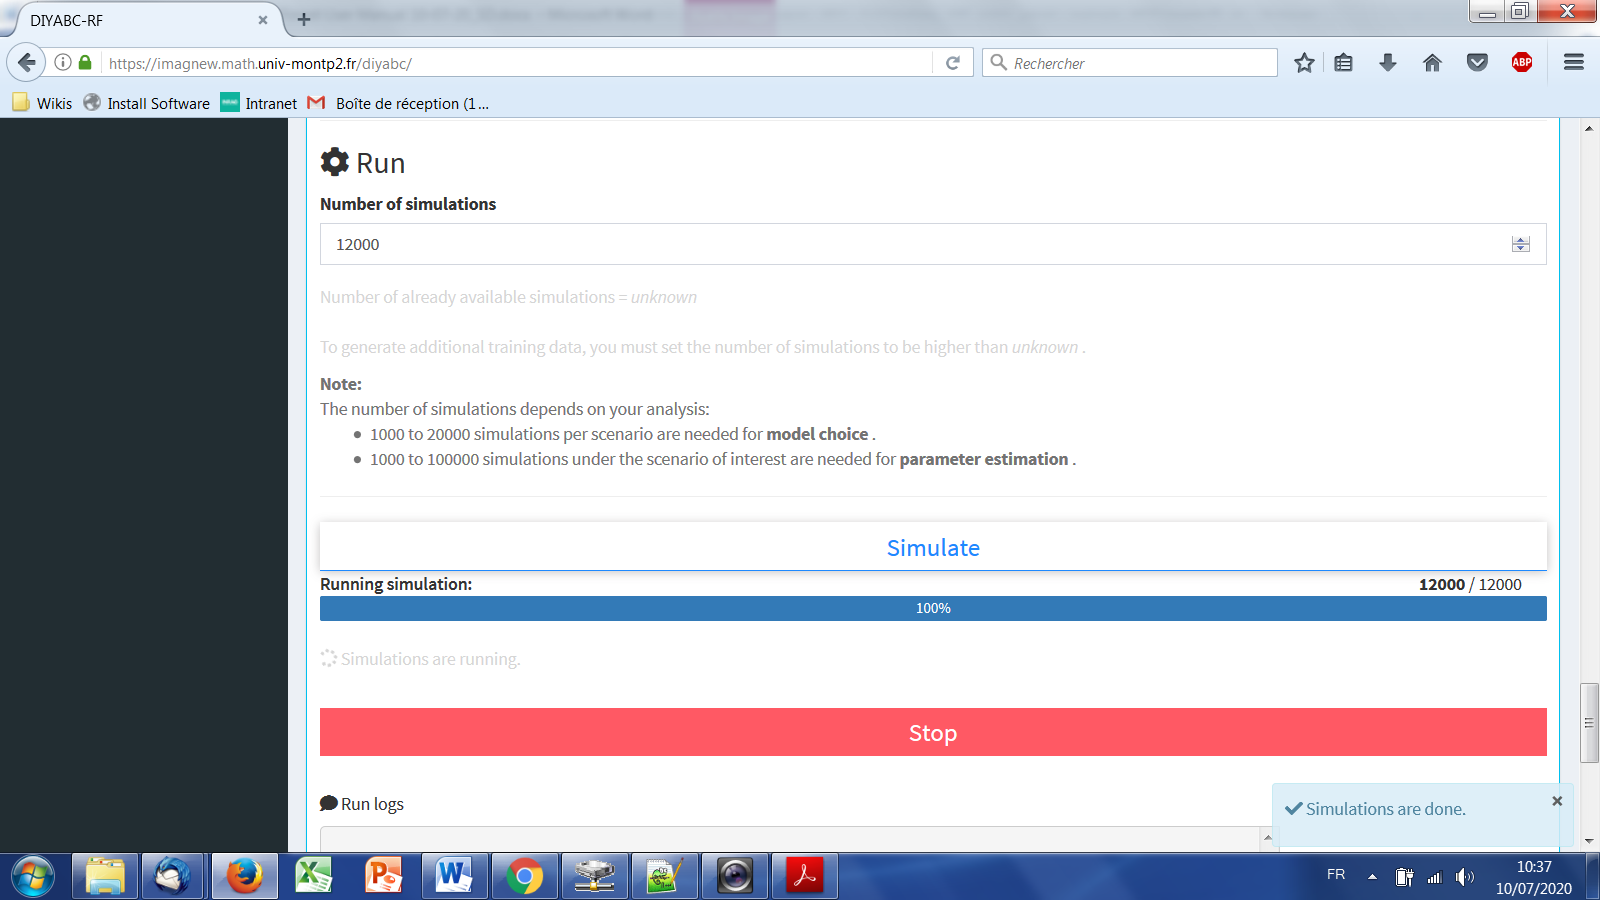 DIYABC-RF
https://imagnew.math.univ-montp2.fr/diyabc/
Rechercher
ABP
Wikis
Install Software
Intranet
Boîte de réception (1 ...
Run
Number of simulations
12000
Number of already available simulations = unknown
To generate additional training data, you must set the number of simulations to be higher than unknown .
Note:
The number of simulations depends on your analysis:
1000 to 20000 simulations per scenario are needed for model choice .
1000 to 100000 simulations under the scenario of interest are needed for parameter estimation .
Simulate
Running simulation:
12000 / 12000
100%
Simulations are running.
Stop
Run logs
Simulations are done.
FR
10:37
10/07/2020